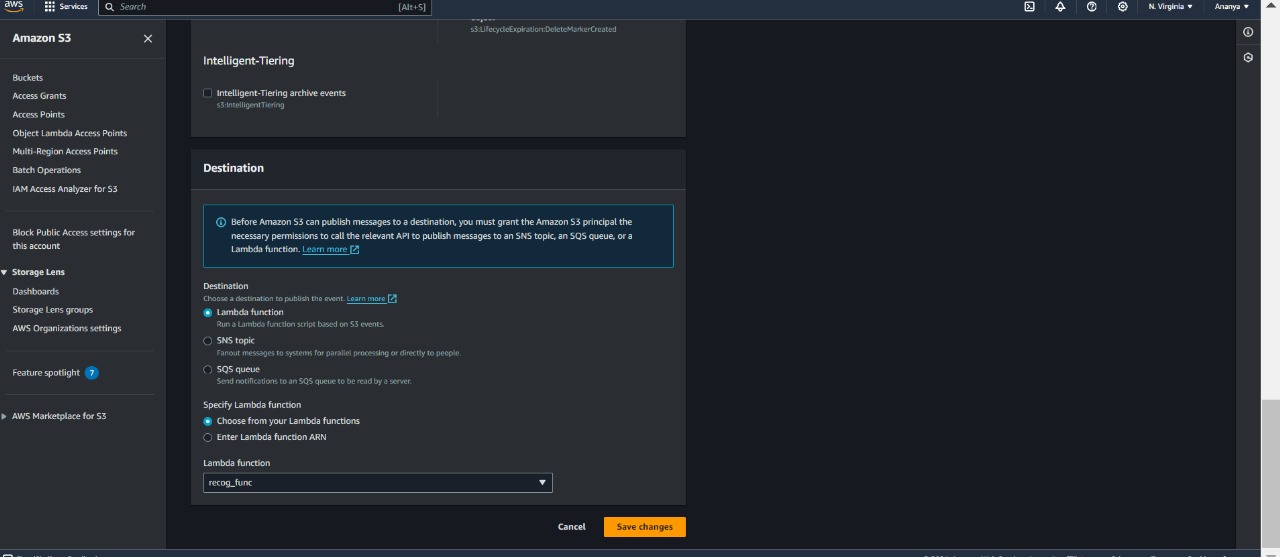 aws
Services
Search
[Alt+S]
N. Virginia
Ananya
Amazon S3
Buckets
Access Grants
Access Points
Object Lambda Access Points
Multi-Region Access Points
Batch Operations
IAM Access Analyzer for S3
Block Public Access settings for
this account
Storage Lens
Dashboards
Storage Lens groups
AWS Organizations settings
Feature spotlight 7
AWS Marketplace for S3
s3:LifecycleExpiration:DeleteMarkerCreated
Intelligent-Tiering
Intelligent-Tiering archive events
s3:IntelligentTiering
Destination
Before Amazon S3 can publish messages to a destination, you must grant the Amazon S3 principal the
necessary permissions to call the relevant API to publish messages to an SNS topic, an SQS queue, or a
Lambda function. Learn more
Destination
Choose a destination to publish the event. Learn more
Lambda function
Run a Lambda function script based on S3 events.
SNS topic
Fanout messages to systems for parallel processing or directly to people.
SQS queue
Send notifications to an SQS queue to be read by a server.
Specify Lambda function
Choose from your Lambda functions
Enter Lambda function ARN
Lambda function
recog_func
Cancel
Save changes